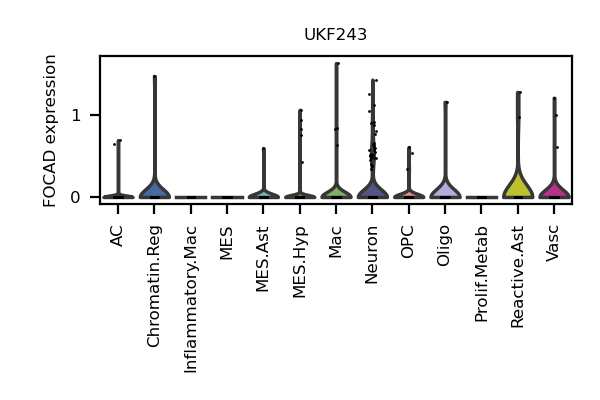 UKF243
FOCAD expression
1
0
AC
Chromatin.Reg
Inflammatory.Mac
MES
MES.Ast
MES.Hyp
Mac
Neuron
OPC
Oligo
Prolif.Metab
Reactive.Ast
Vasc